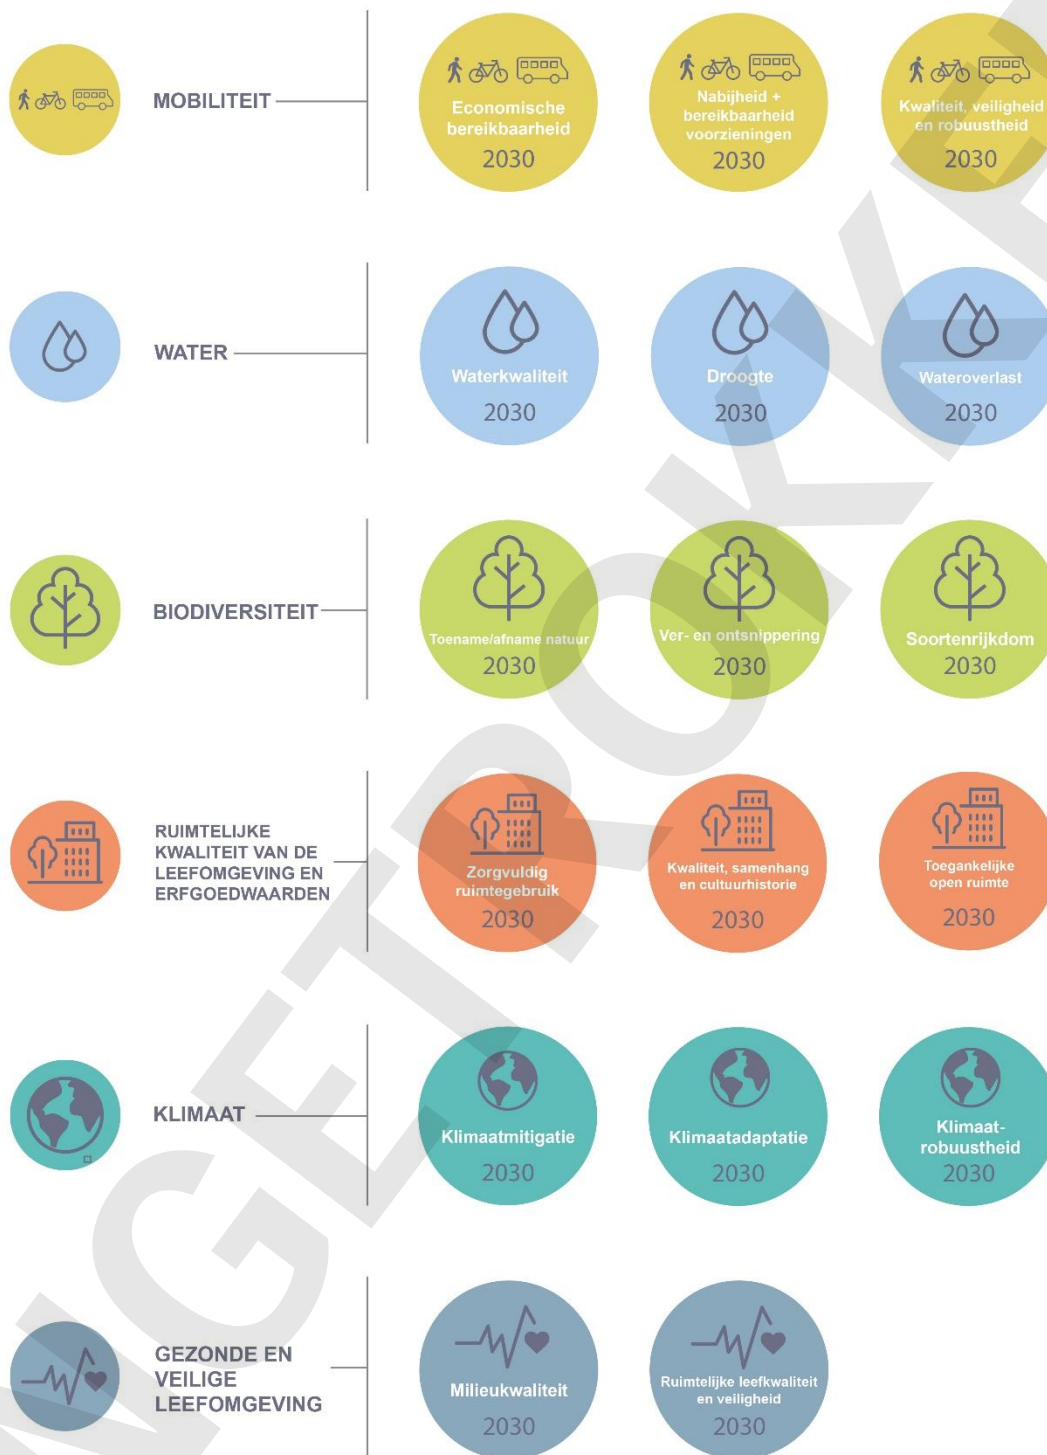 MOBILITEIT
Economische
bereikbaarheid
2030
Nabijheid +
bereikbaarheid
voorzieningen
2030
Kwaliteit, veiligheid
en robuustheid
2030
WATER
Waterkwaliteit
2030
Droogte
2030
Wateroverlast
2030
BIODIVERSITEIT
Toename/afname natuur
2030
Ver- en ontsnippering
2030
Soortenrijkdom
2030
RUIMTELIJKE
KWALITEIT VAN DE
LEEFOMGEVING EN
ERFGOEDWAARDEN
Zorgvuldig
ruimtegebruik
2030
Kwaliteit, samenhang
en cultuurhistorie
2030
Toegankelijke
open ruimte
2030
KLIMAAT
Klimaatmitigatie
2030
Klimaatadaptatie
2030
Klimaat-
robuustheid
2030
GEZONDE EN
VEILIGE
LEEFOMGEVING
Milieukwaliteit
2030
Ruimtelijke leefkwaliteit
en veiligheid
2030